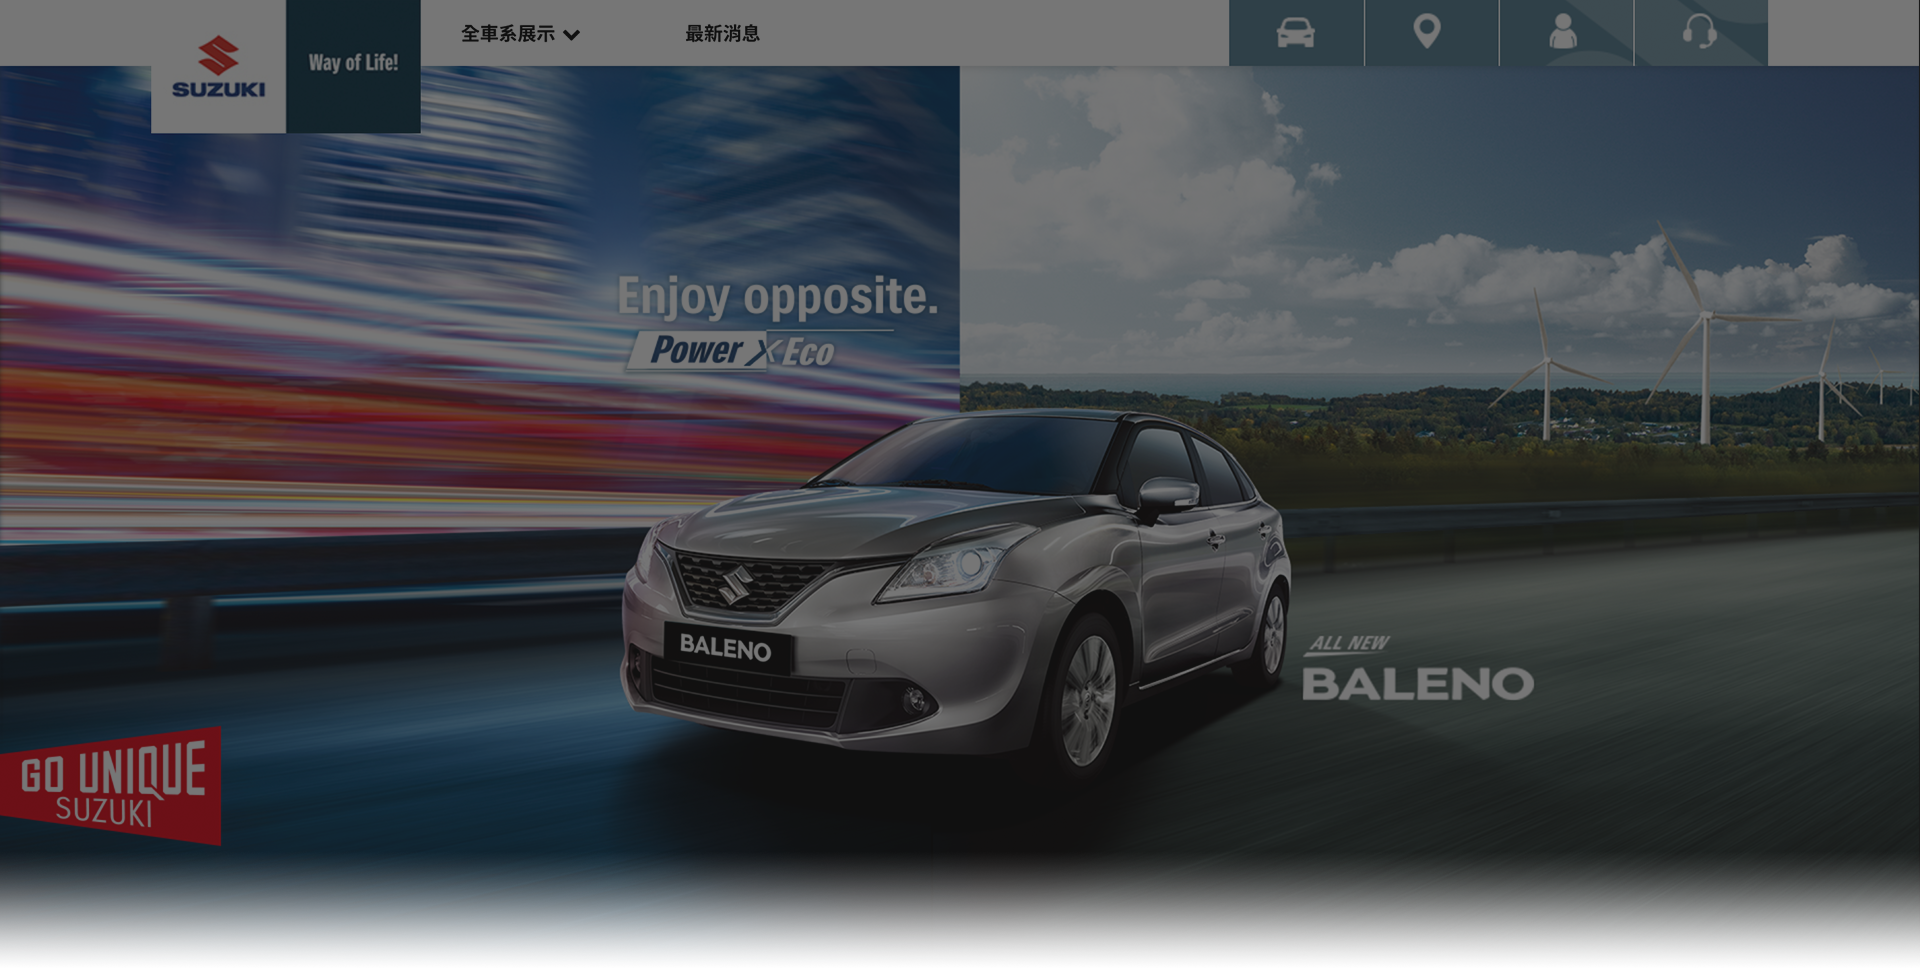 SUZUKI
Way of Life!
全車系展示
最新消息
Enjoy opposite.
Power X Eco
BALENO
ALL NEW
BALENO
GO UNIQUE
SUZUKI